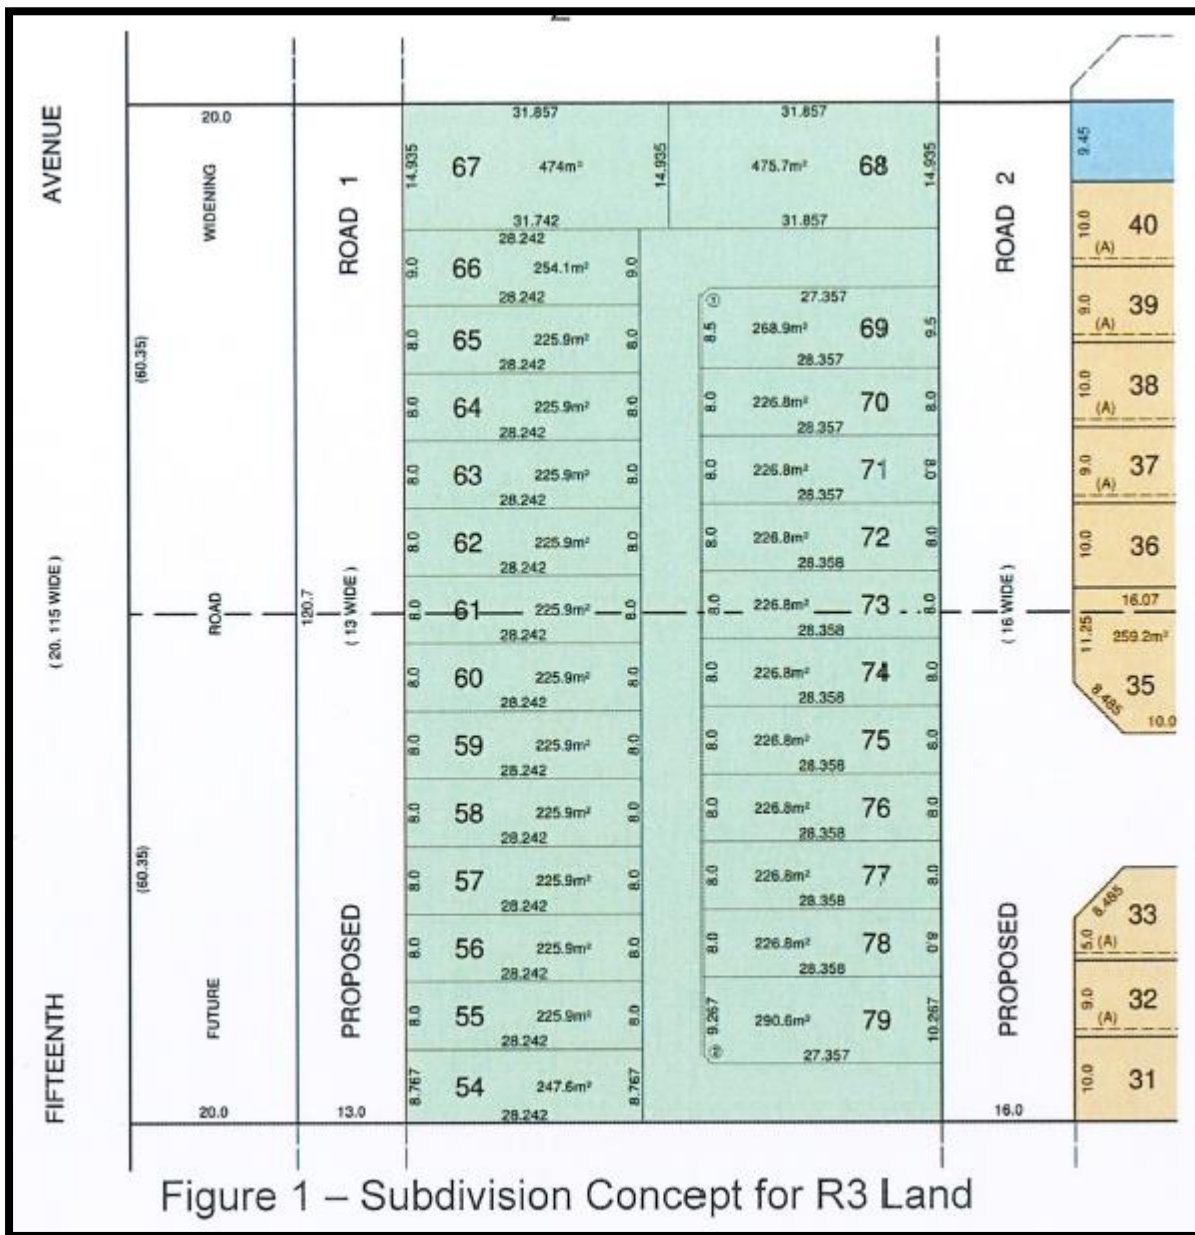 20.0
31.857
31.857
AVENUE
WIDENING
ROAD 1
14.935
67
474m²
14.935
475.7m²
68
14.935
ROAD 2
9.45
31.742
31.857
28.242
10.0
(A)
40
9.0
66
254.1m²
9.0
28.242
27.357
9.0
(A)
39
(60.35)
8.0
65
225.9m²
8.0
28.242
8.5
268.9m²
69
9.5
28.357
10.0
(A)
38
8.0
64
225.9m²
8.0
28.242
8.0
226.8m²
70
8.0
28.357
9.0
(A)
37
8.0
63
225.9m²
8.0
28.242
8.0
226.8m²
71
8.0
28.357
10.0
36
8.0
62
225.9m²
8.0
28.242
8.0
226.8m²
72
8.0
28.358
(20. 115 WIDE)
ROAD
120.7
(13 WIDE)
8.0
61
225.9m²
8.0
28.242
8.0
226.8m²
73
8.0
28.358
(16 WIDE)
16.07
11.25
259.2m²
35
8.485
10.0
8.0
60
225.9m²
8.0
28.242
8.0
226.8m²
74
8.0
28.358
8.0
59
225.9m²
8.0
28.242
8.0
226.8m²
75
8.0
28.358
8.0
58
225.9m²
8.0
28.242
8.0
226.8m²
76
8.0
28.358
(60.35)
8.0
57
225.9m²
8.0
28.242
8.0
226.8m²
77
8.0
28.358
8.485
33
5.0
(A)
8.0
56
225.9m²
8.0
28.242
8.0
226.8m²
78
8.0
28.358
9.0
(A)
32
FIFTEENTH
FUTURE
PROPOSED
8.0
55
225.9m²
8.0
28.242
9.267
290.6m²
79
10.267
27.357
PROPOSED
10.0
31
8.767
54
247.6m²
8.767
28.242
20.0
13.0
16.0
Figure 1 – Subdivision Concept for R3 Land